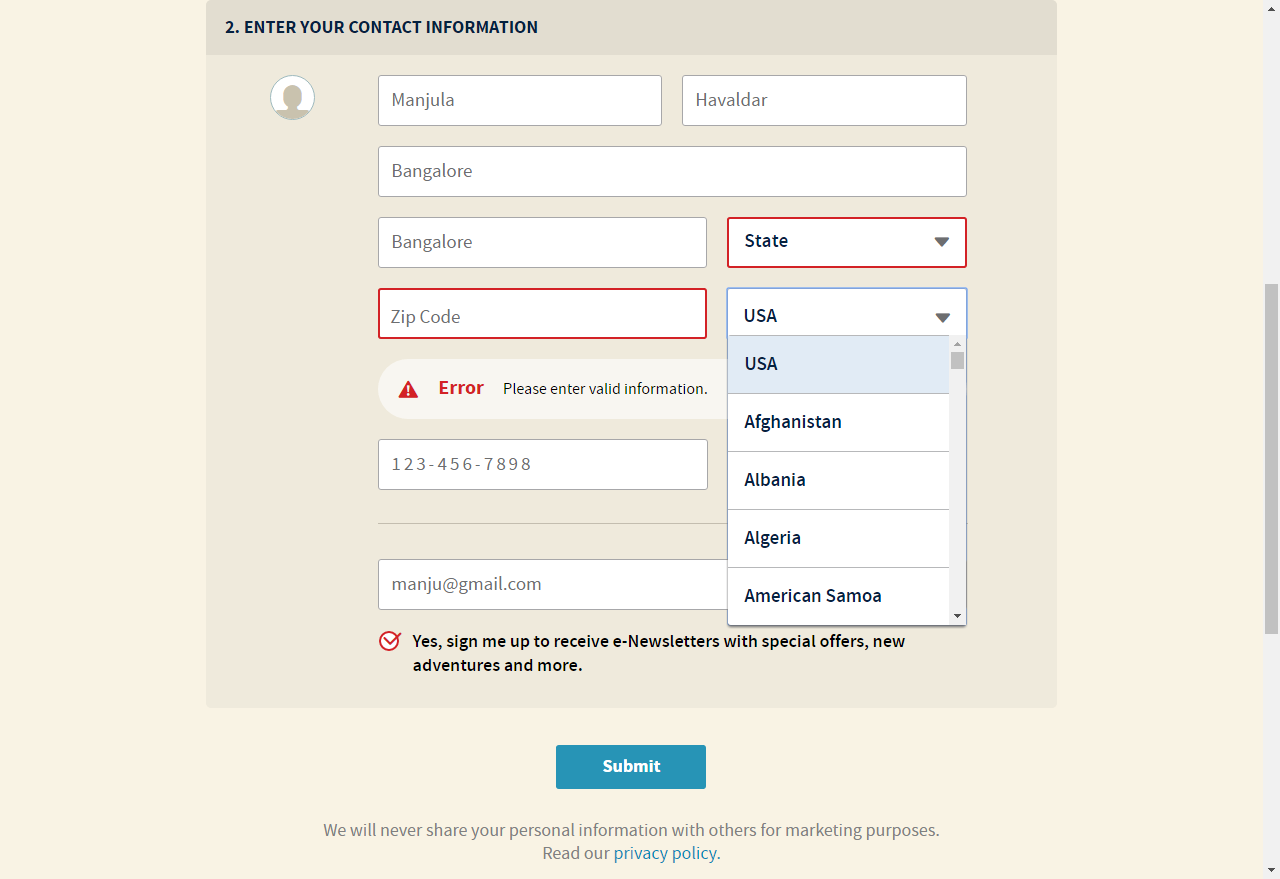 2. ENTER YOUR CONTACT INFORMATION
Manjula
Havaldar
Bangalore
Bangalore
State
Zip Code
USA
USA
Afghanistan
Albania
Algeria
American Samoa
Error Please enter valid information.
123-456-7898
manju@gmail.com
Yes, sign me up to receive e-Newsletters with special offers, new
adventures and more.
Submit
We will never share your personal information with others for marketing purposes.
Read our privacy policy.